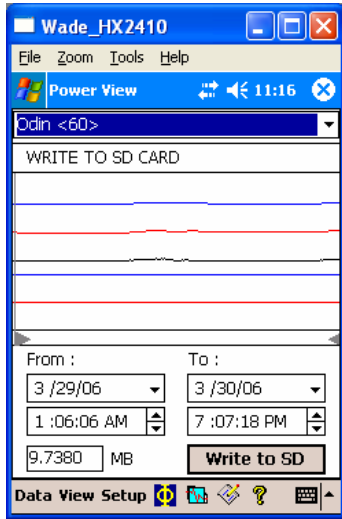 Wade_HX2410
File Zoom Tools Help
Power View 11:16
Odin <60>
WRITE TO SD CARD
From : To :
3 /29/06 3 /30/06
1 :06:06 AM 7 :07:18 PM
9.7380 MB Write to SD
Data View Setup Φ ?